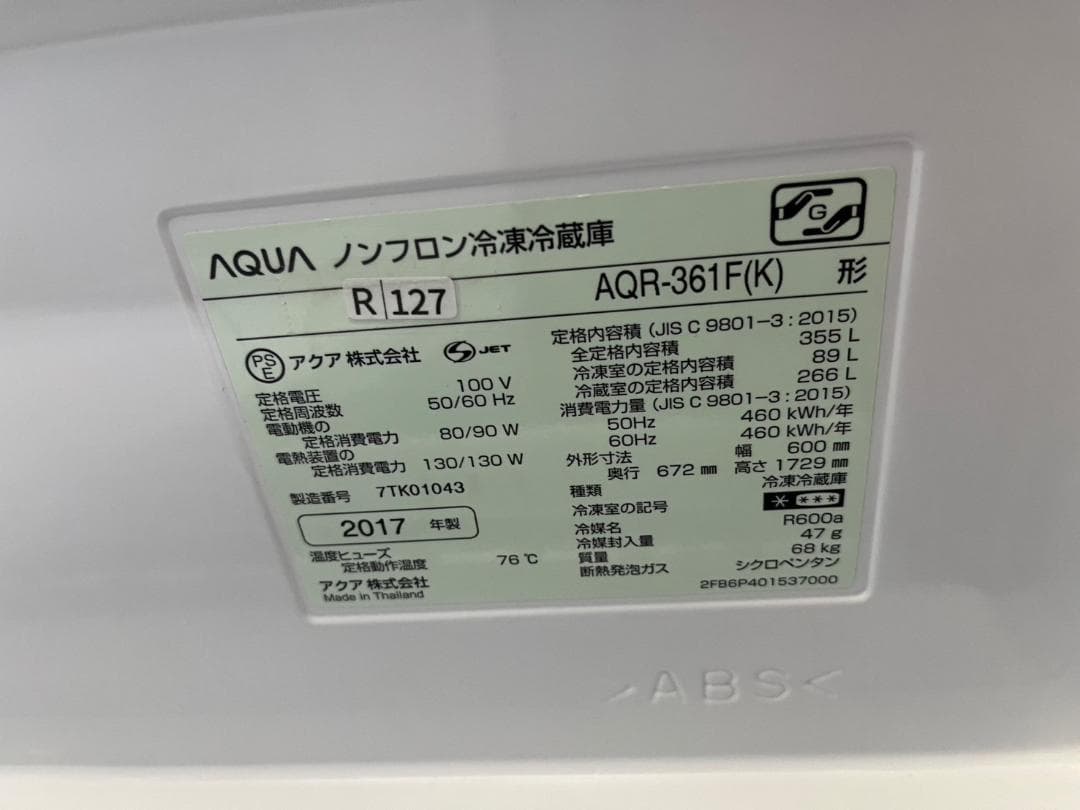 AQUA ノンフロン冷凍冷蔵庫
G
R 127
AQR-361F(K) 形
PS E アクア 株式会社 S JET
定格電圧 100 V
定格周波数 50/60 Hz
電動機の
定格消費電力 80/90 W
電熱装置の
定格消費電力 130/130 W
製造番号 7TK01043
2017 年製
温度ヒューズ
定格動作温度 76 ℃
アクア 株式会社
Made in Thailand
定格内容積 (JIS C 9801-3 : 2015)
全定格内容積 355 L
冷凍室の定格内容積 89 L
冷蔵室の定格内容積 266 L
消費電力量 (JIS C 9801-3 : 2015)
50Hz 460 kWh/年
60Hz 460 kWh/年
外形寸法 幅 600 mm
奥行 672 mm 高さ 1729 mm
種類 冷凍冷蔵庫
冷凍室の記号 * ***
冷媒名 R600a
冷媒封入量 47 g
質量 68 kg
断熱発泡ガス シクロペンタン
2FB6P401537000
>ABS<